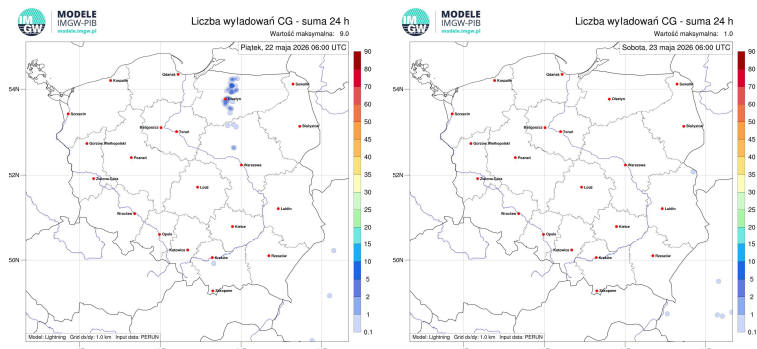 IM
GW
MODELE
IMGW-PIB
modele.imgw.pl
Liczba wyładowań CG - suma 24 h
Wartość maksymalna: 9.0
Piątek, 22 maja 2026 06:00 UTC
54N
52N
50N
Gdańsk
Koszalin
Suwałki
Olsztyn
Szczecin
Białystok
Bydgoszcz
Toruń
Gorzów Wielkopolski
Poznań
Warszawa
Zielona Góra
Łódź
Lublin
Wrocław
Kielce
Opole
Katowice
Kraków
Rzeszów
Zakopane
90
80
70
60
50
45
40
35
30
25
20
15
10
5
2
1
0.1
Model: Lightning Grid ds/dy: 1.0 km Input data: PERUN
IM
GW
MODELE
IMGW-PIB
modele.imgw.pl
Liczba wyładowań CG - suma 24 h
Wartość maksymalna: 1.0
Sobota, 23 maja 2026 06:00 UTC
54N
52N
50N
Gdańsk
Koszalin
Suwałki
Olsztyn
Szczecin
Białystok
Bydgoszcz
Toruń
Gorzów Wielkopolski
Poznań
Warszawa
Zielona Góra
Łódź
Lublin
Wrocław
Kielce
Opole
Katowice
Kraków
Rzeszów
Zakopane
90
80
70
60
50
45
40
35
30
25
20
15
10
5
2
1
0.1
Model: Lightning Grid ds/dy: 1.0 km Input data: PERUN